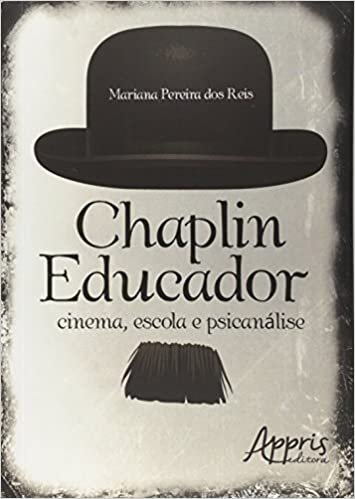 Mariana Pereira dos Reis
Chaplin
Educador
cinema, escola e psicanálise
Appris
editora